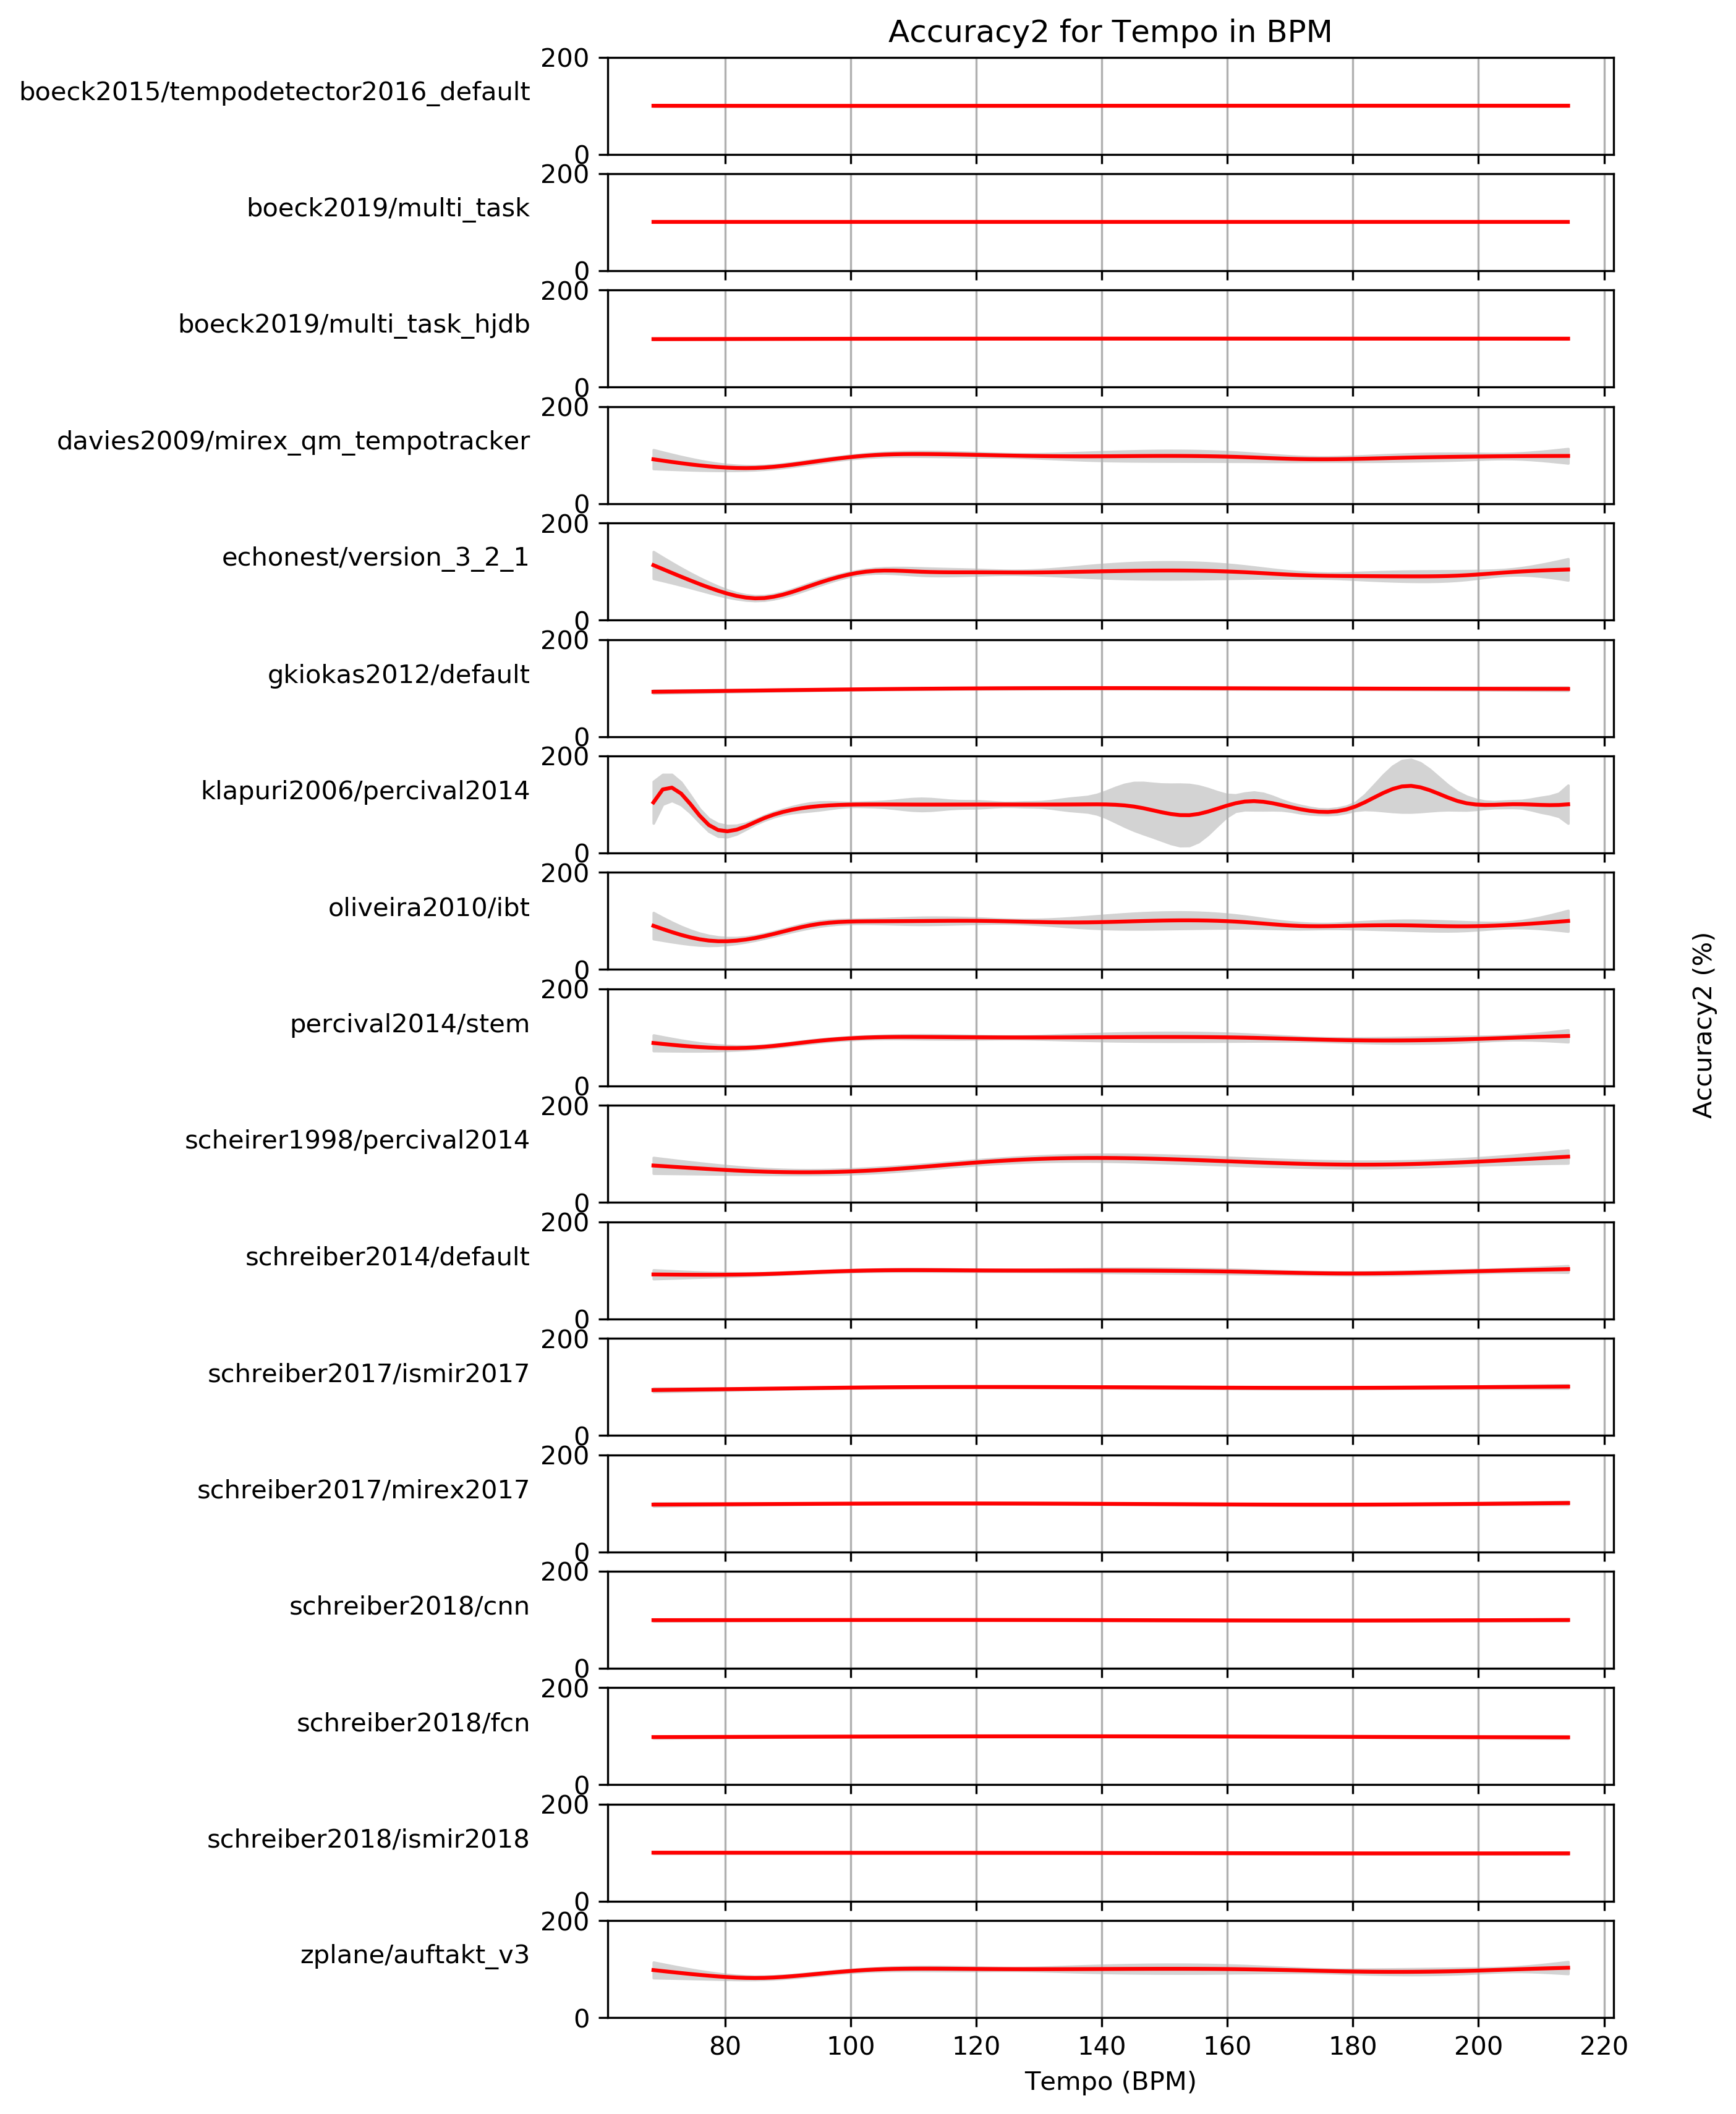 Accuracy2 for Tempo in BPM
200
boeck2015/tempodetector2016_default
0
200
boeck2019/multi_task
0
200
boeck2019/multi_task_hjdb
0
200
davies2009/mirex_qm_tempotracker
0
200
echonest/version_3_2_1
0
200
gkiokas2012/default
0
200
klapuri2006/percival2014
0
200
oliveira2010/ibt
0
200
percival2014/stem
0
200
scheirer1998/percival2014
0
200
schreiber2014/default
0
200
schreiber2017/ismir2017
0
200
schreiber2017/mirex2017
0
200
schreiber2018/cnn
0
200
schreiber2018/fcn
0
200
schreiber2018/ismir2018
0
200
zplane/auftakt_v3
0
80 100 120 140 160 180 200 220
Tempo (BPM)
Accuracy2 (%)